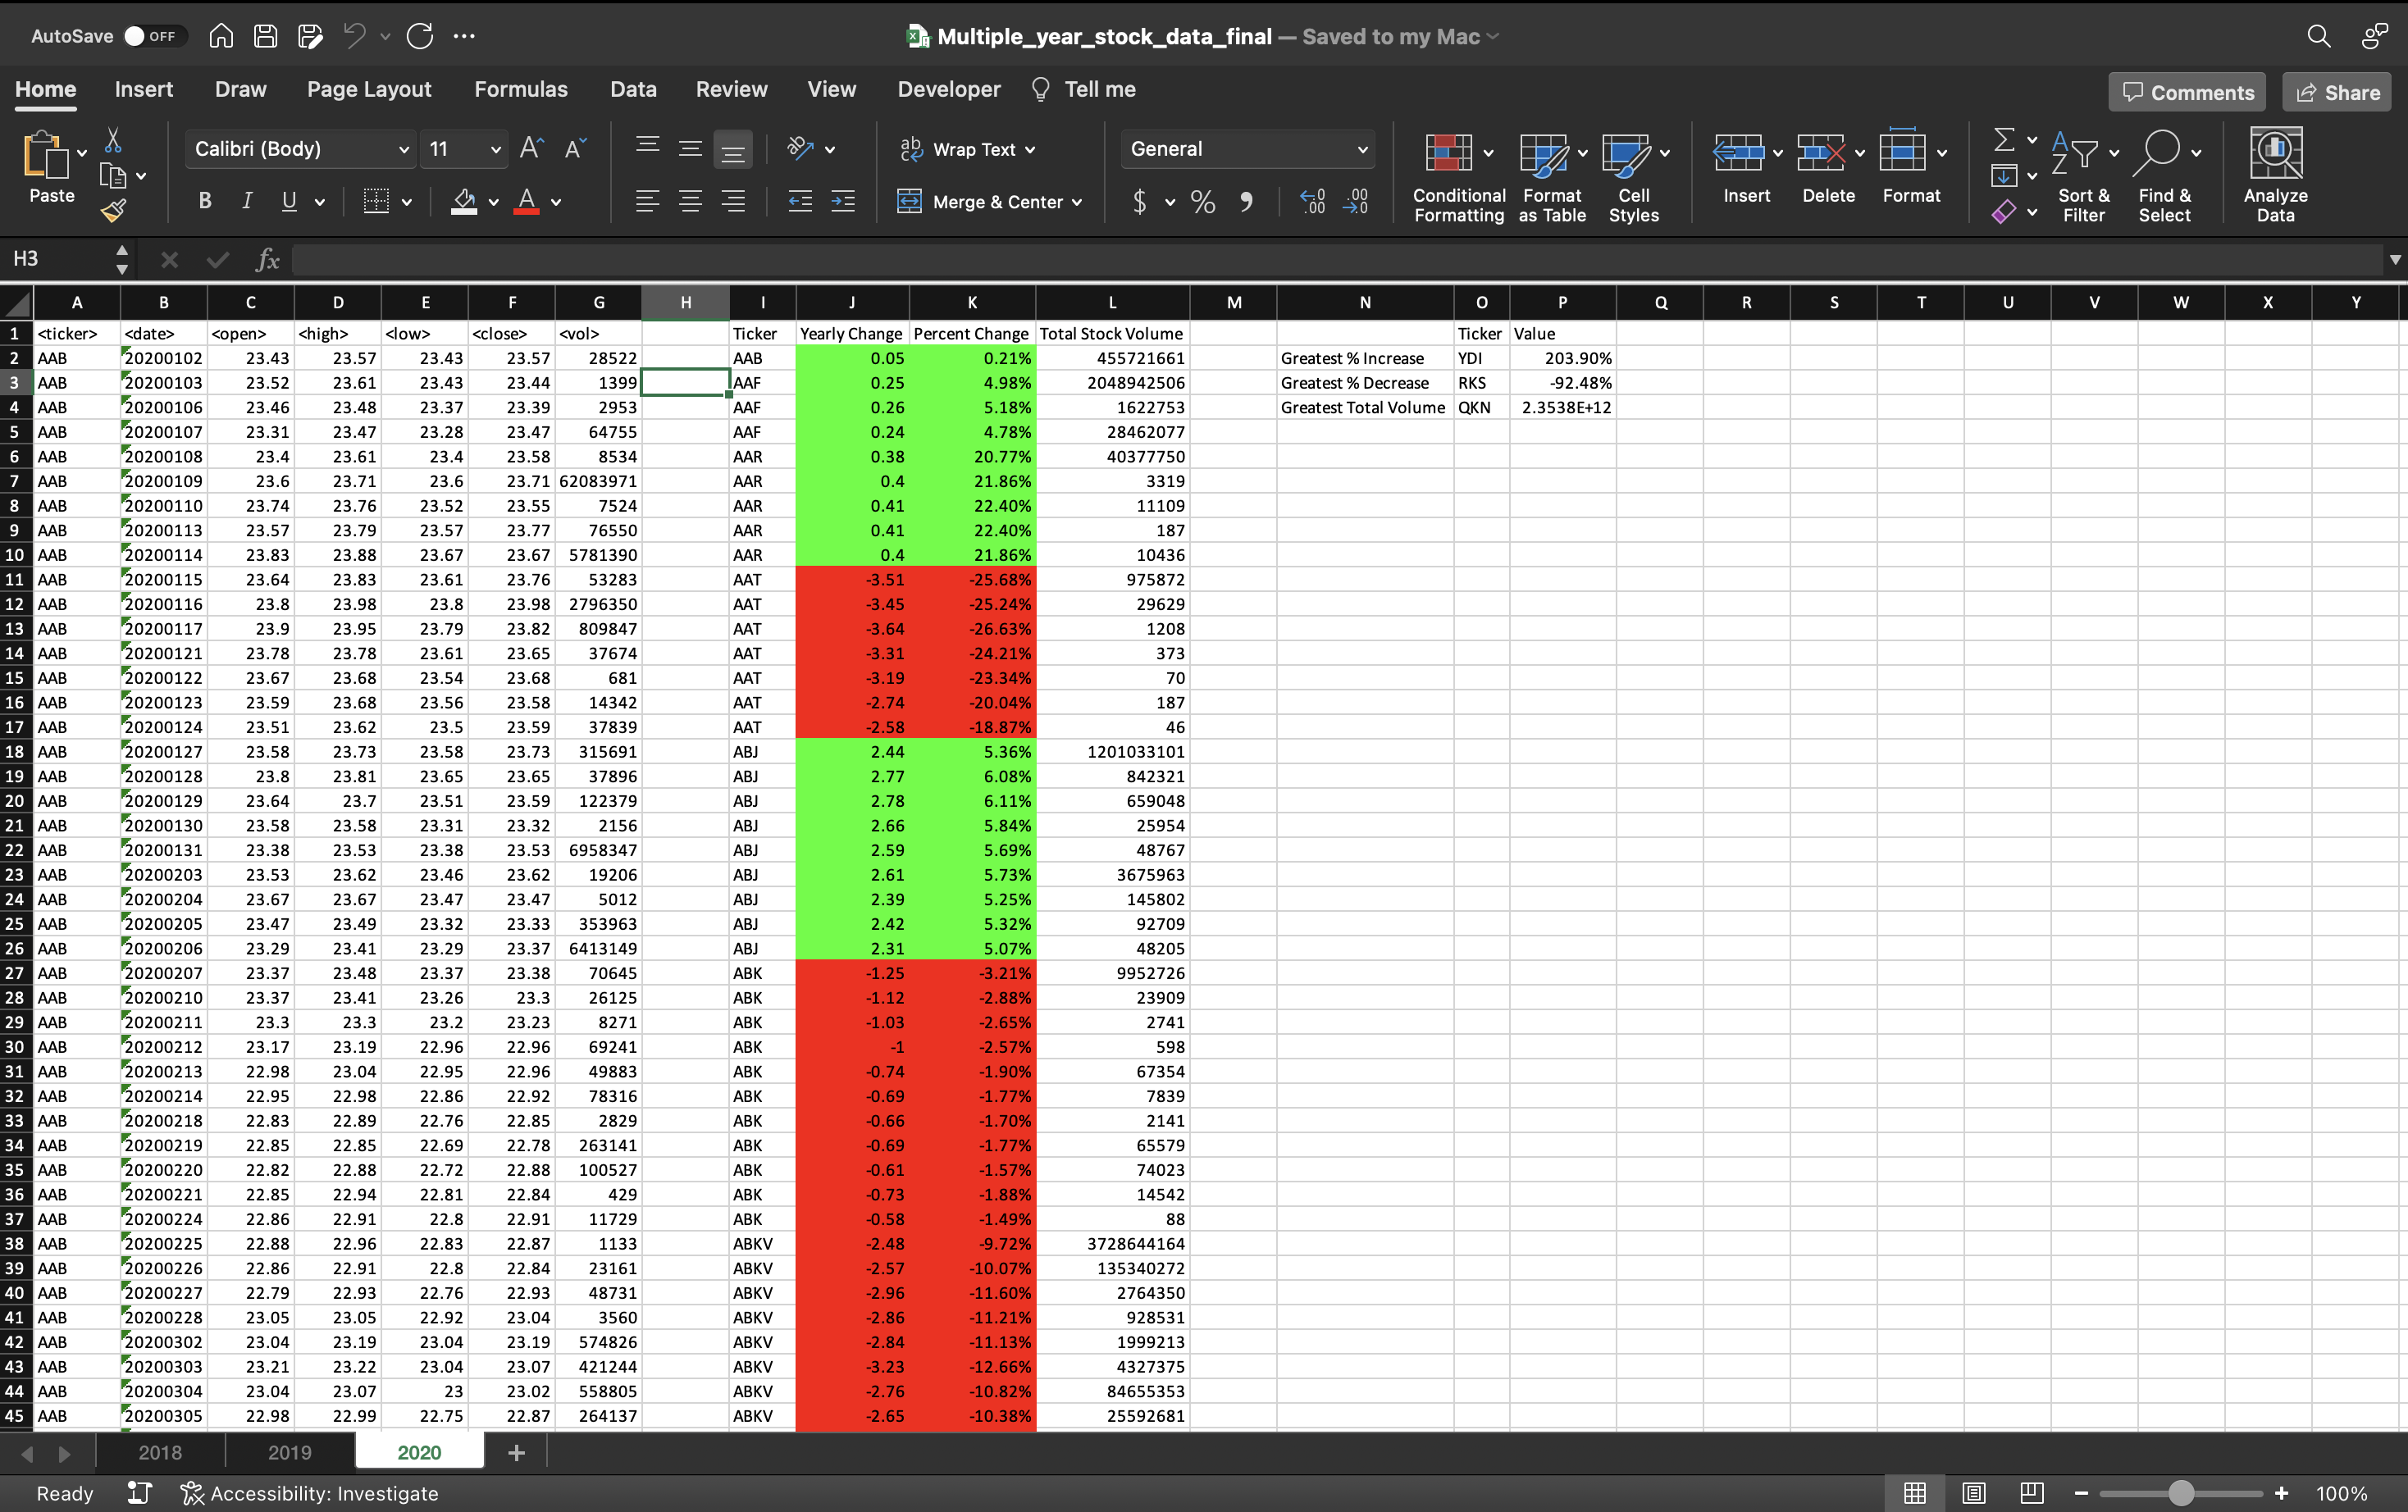 AutoSave OFF Multiple_year_stock_data_final — Saved to my Mac
Home Insert Draw Page Layout Formulas Data Review View Developer Tell me Comments Share
Paste Calibri (Body) 11 Wrap Text General Conditional Formatting Format as Table Cell Styles Insert Delete Format Sort & Filter Find & Select Analyze Data
B I U A Merge & Center $ % 9
H3 fx
A B C D E F G H I J K L M N O P Q R S T U V W X Y
1 <ticker> <date> <open> <high> <low> <close> <vol> Ticker Yearly Change Percent Change Total Stock Volume Ticker Value
2 AAB 20200102 23.43 23.57 23.43 23.57 28522 AAB 0.05 0.21% 455721661 Greatest % Increase YDI 203.90%
3 AAB 20200103 23.52 23.61 23.43 23.44 1399 AAF 0.25 4.98% 2048942506 Greatest % Decrease RKS -92.48%
4 AAB 20200106 23.46 23.48 23.37 23.39 2953 AAF 0.26 5.18% 1622753 Greatest Total Volume QKN 2.3538E+12
5 AAB 20200107 23.31 23.47 23.28 23.47 64755 AAF 0.24 4.78% 28462077
6 AAB 20200108 23.4 23.61 23.4 23.58 8534 AAR 0.38 20.77% 40377750
7 AAB 20200109 23.6 23.71 23.6 23.71 62083971 AAR 0.4 21.86% 3319
8 AAB 20200110 23.74 23.76 23.52 23.55 7524 AAR 0.41 22.40% 11109
9 AAB 20200113 23.57 23.79 23.57 23.77 76550 AAR 0.41 22.40% 187
10 AAB 20200114 23.83 23.88 23.67 23.67 5781390 AAR 0.4 21.86% 10436
11 AAB 20200115 23.64 23.83 23.61 23.76 53283 AAT -3.51 -25.68% 975872
12 AAB 20200116 23.8 23.98 23.8 23.98 2796350 AAT -3.45 -25.24% 29629
13 AAB 20200117 23.9 23.95 23.79 23.82 809847 AAT -3.64 -26.63% 1208
14 AAB 20200121 23.78 23.78 23.61 23.65 37674 AAT -3.31 -24.21% 373
15 AAB 20200122 23.67 23.68 23.54 23.68 681 AAT -3.19 -23.34% 70
16 AAB 20200123 23.59 23.68 23.56 23.58 14342 AAT -2.74 -20.04% 187
17 AAB 20200124 23.51 23.62 23.5 23.59 37839 AAT -2.58 -18.87% 46
18 AAB 20200127 23.58 23.73 23.58 23.73 315691 ABJ 2.44 5.36% 1201033101
19 AAB 20200128 23.8 23.81 23.65 23.65 37896 ABJ 2.77 6.08% 842321
20 AAB 20200129 23.64 23.7 23.51 23.59 122379 ABJ 2.78 6.11% 659048
21 AAB 20200130 23.58 23.58 23.31 23.32 2156 ABJ 2.66 5.84% 25954
22 AAB 20200131 23.38 23.53 23.38 23.53 6958347 ABJ 2.59 5.69% 48767
23 AAB 20200203 23.53 23.62 23.46 23.62 19206 ABJ 2.61 5.73% 3675963
24 AAB 20200204 23.67 23.67 23.47 23.47 5012 ABJ 2.39 5.25% 145802
25 AAB 20200205 23.47 23.49 23.32 23.33 353963 ABJ 2.42 5.32% 92709
26 AAB 20200206 23.29 23.41 23.29 23.37 6413149 ABJ 2.31 5.07% 48205
27 AAB 20200207 23.37 23.48 23.37 23.38 70645 ABK -1.25 -3.21% 9952726
28 AAB 20200210 23.37 23.41 23.26 23.3 26125 ABK -1.12 -2.88% 23909
29 AAB 20200211 23.3 23.3 23.2 23.23 8271 ABK -1.03 -2.65% 2741
30 AAB 20200212 23.17 23.19 22.96 22.96 69241 ABK -1 -2.57% 598
31 AAB 20200213 22.98 23.04 22.95 22.96 49883 ABK -0.74 -1.90% 67354
32 AAB 20200214 22.95 22.98 22.86 22.92 78316 ABK -0.69 -1.77% 7839
33 AAB 20200218 22.83 22.89 22.76 22.85 2829 ABK -0.66 -1.70% 2141
34 AAB 20200219 22.85 22.85 22.69 22.78 263141 ABK -0.69 -1.77% 65579
35 AAB 20200220 22.82 22.88 22.72 22.88 100527 ABK -0.61 -1.57% 74023
36 AAB 20200221 22.85 22.94 22.81 22.84 429 ABK -0.73 -1.88% 14542
37 AAB 20200224 22.86 22.91 22.8 22.91 11729 ABK -0.58 -1.49% 88
38 AAB 20200225 22.88 22.96 22.83 22.87 1133 ABKV -2.48 -9.72% 3728644164
39 AAB 20200226 22.86 22.91 22.8 22.84 23161 ABKV -2.57 -10.07% 135340272
40 AAB 20200227 22.79 22.93 22.76 22.93 48731 ABKV -2.96 -11.60% 2764350
41 AAB 20200228 23.05 23.05 22.92 23.04 3560 ABKV -2.86 -11.21% 928531
42 AAB 20200302 23.04 23.19 23.04 23.19 574826 ABKV -2.84 -11.13% 1999213
43 AAB 20200303 23.21 23.22 23.04 23.07 421244 ABKV -3.23 -12.66% 4327375
44 AAB 20200304 23.04 23.07 23 23.02 558805 ABKV -2.76 -10.82% 84655353
45 AAB 20200305 22.98 22.99 22.75 22.87 264137 ABKV -2.65 -10.38% 25592681
2018 2019 2020 +
Ready Accessibility: Investigate 100%